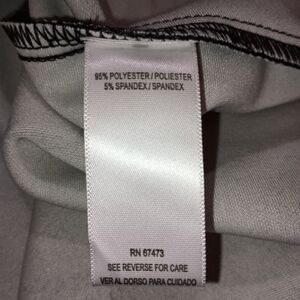 95% POLYESTER / POLIESTER
5% SPANDEX / SPANDEX
RN 67473
SEE REVERSE FOR CARE
VER AL DORSO PARA CUIDADO